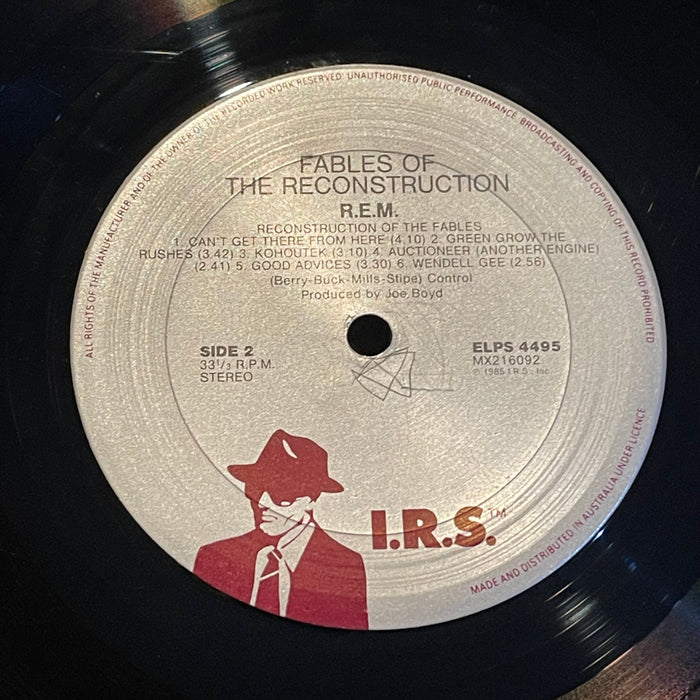 ALL RIGHTS OF THE MANUFACTURER AND OF THE OWNER OF THE RECORDED WORK RESERVED. UNAUTHORISED PUBLIC PERFORMANCE, BROADCASTING AND COPYING OF THIS RECORD PROHIBITED
FABLES OF
THE RECONSTRUCTION
R.E.M.
RECONSTRUCTION OF THE FABLES
1. CAN'T GET THERE FROM HERE (4.10) 2. GREEN GROW THE
RUSHES (3.42) 3. KOHOUTEK (3.10) 4. AUCTIONEER (ANOTHER ENGINE)
(2.41) 5. GOOD ADVICES (3.30) 6. WENDELL GEE (2.56)
(Berry-Buck-Mills-Stipe) Control
Produced by Joe Boyd
SIDE 2
33 1/3 R.P.M.
STEREO
ELPS 4495
MX216092
℗ 1985 I.R.S., Inc.
I.R.S.™
MADE AND DISTRIBUTED IN AUSTRALIA UNDER LICENCE